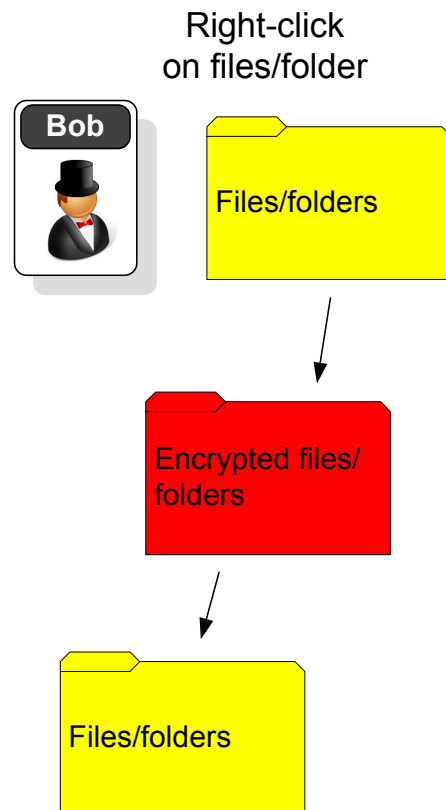 Right-click
on files/folder
Bob
Files/folders
Encrypted files/
folders
Files/folders